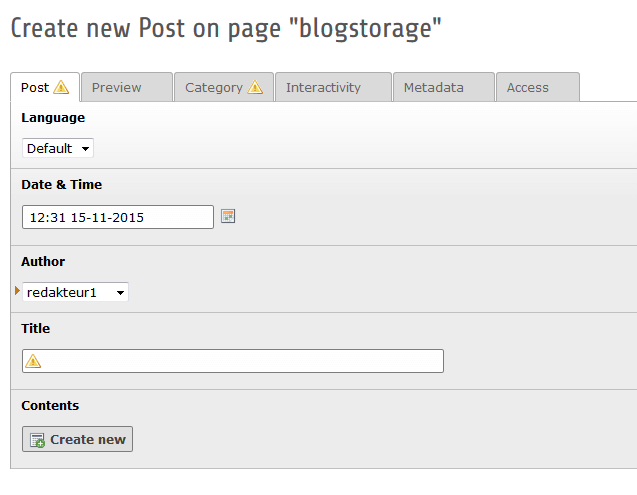 Create new Post on page "blogstorage"
Post Preview Category Interactivity Metadata Access
Language
Default
Date & Time
12:31 15-11-2015
Author
redakteur1
Title
Contents
Create new